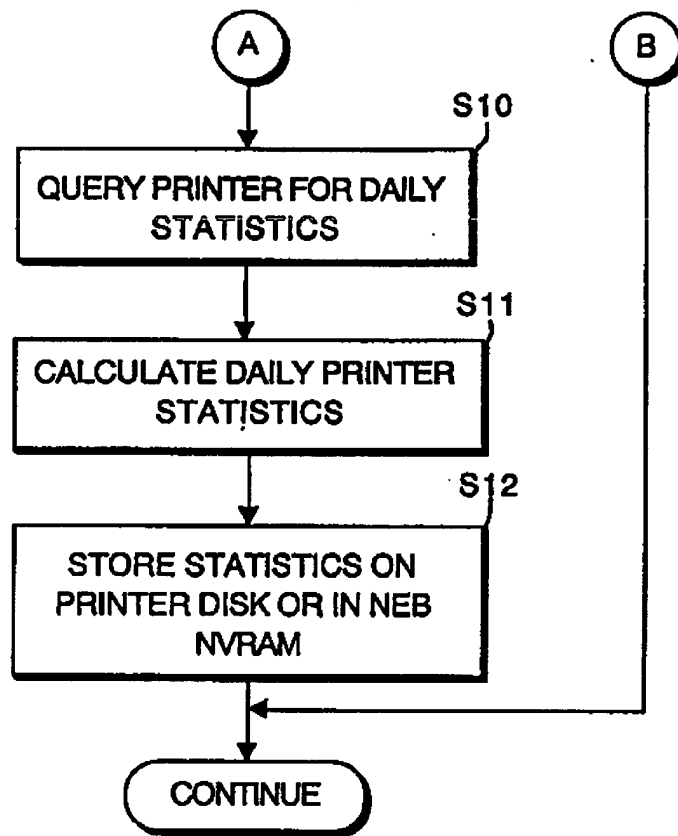 A
B
S10
QUERY PRINTER FOR DAILY
STATISTICS
S11
CALCULATE DAILY PRINTER
STATISTICS
S12
STORE STATISTICS ON
PRINTER DISK OR IN NEB
NVRAM
CONTINUE